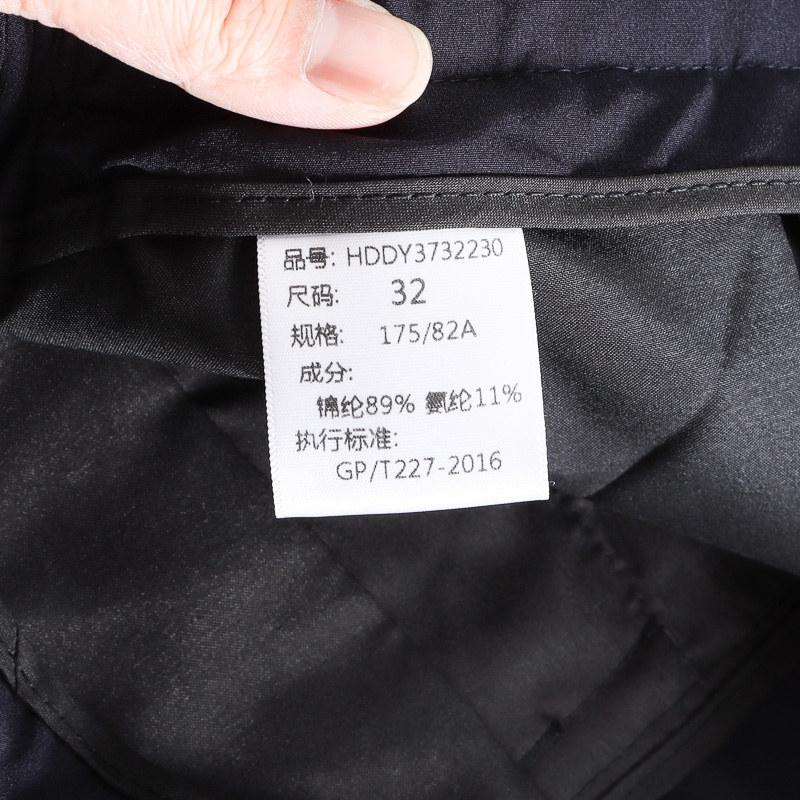 品号: HDDY3732230
尺码: 32
规格: 175/82A
成分:
锦纶89% 氨纶11%
执行标准:
GP/T227-2016